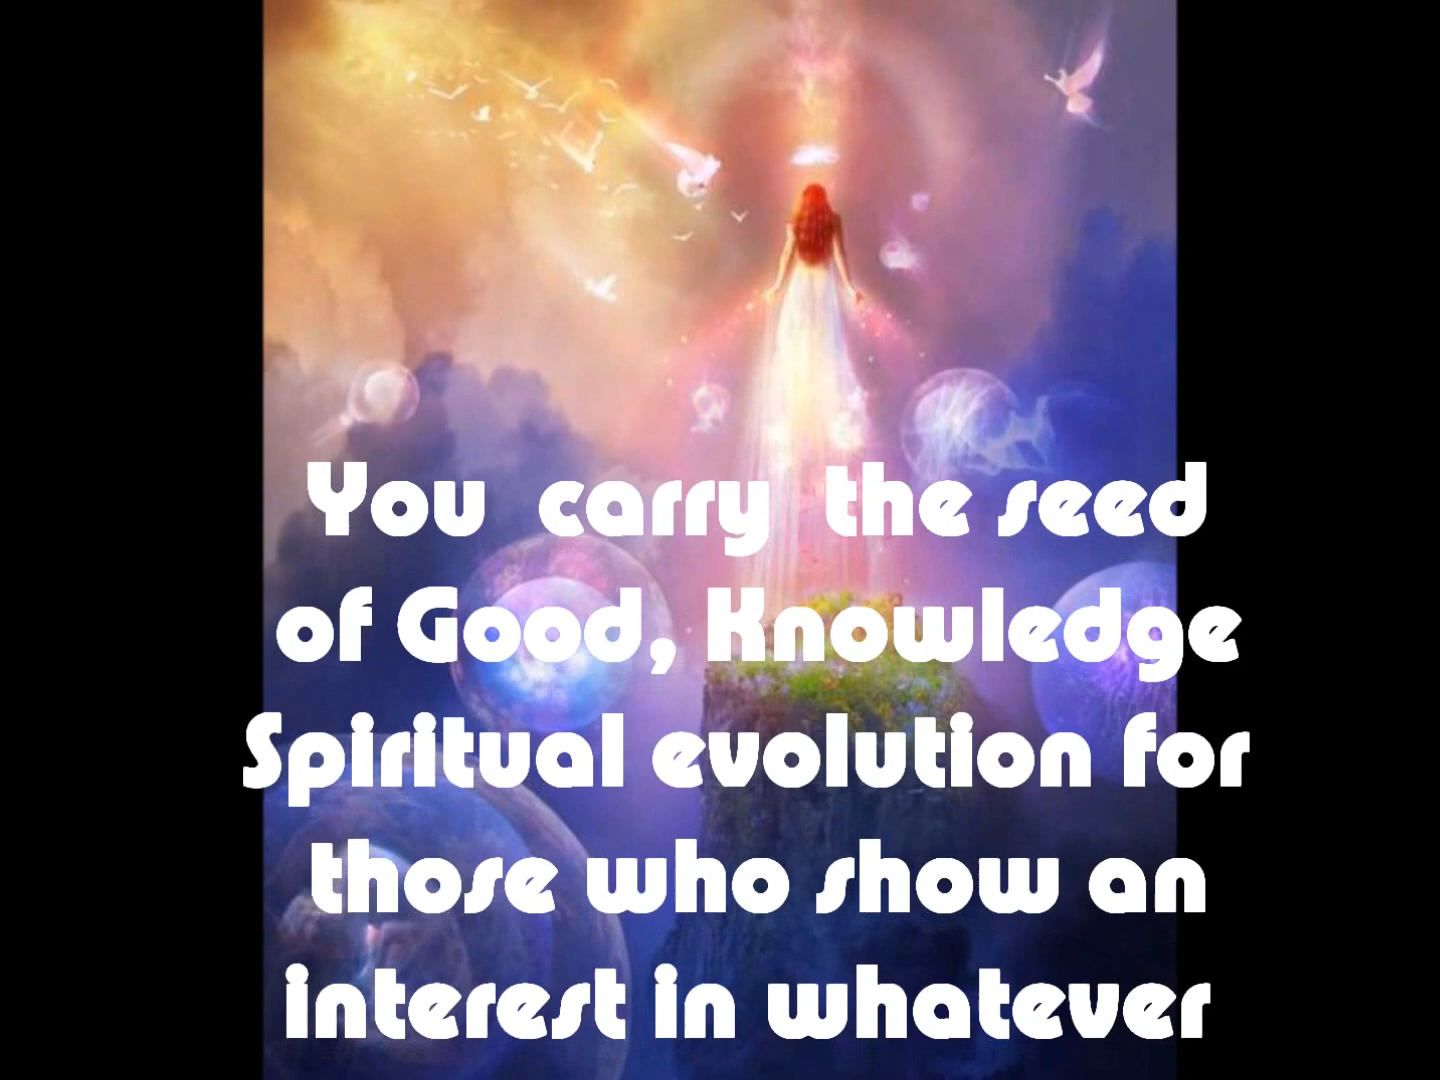 You carry the seed
of Good, Knowledge
Spiritual evolution for
those who show an
interest in whatever